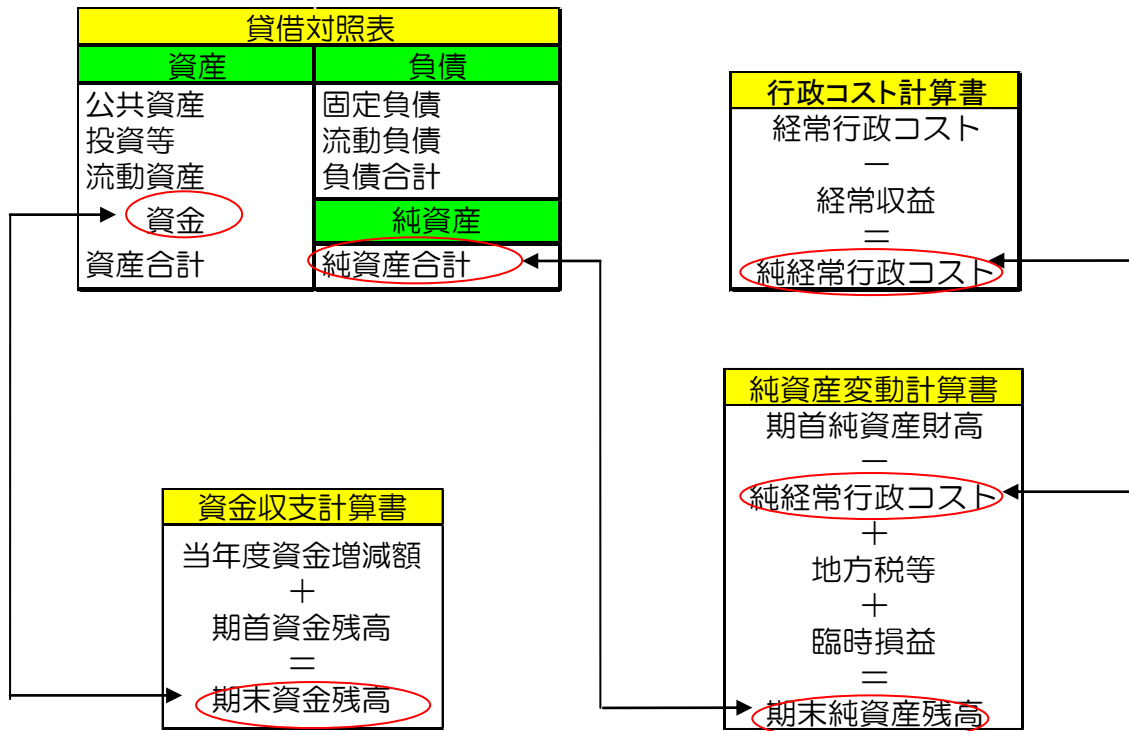 貸借対照表
資産 負債
公共資産
投資等
流動資産
資金
資産合計
固定負債
流動負債
負債合計
純資産
純資産合計
行政コスト計算書
経常行政コスト
－
経常収益
＝
純経常行政コスト
資金収支計算書
当年度資金増減額
＋
期首資金残高
＝
期末資金残高
純資産変動計算書
期首純資産財高
－
純経常行政コスト
＋
地方税等
＋
臨時損益
＝
期末純資産残高